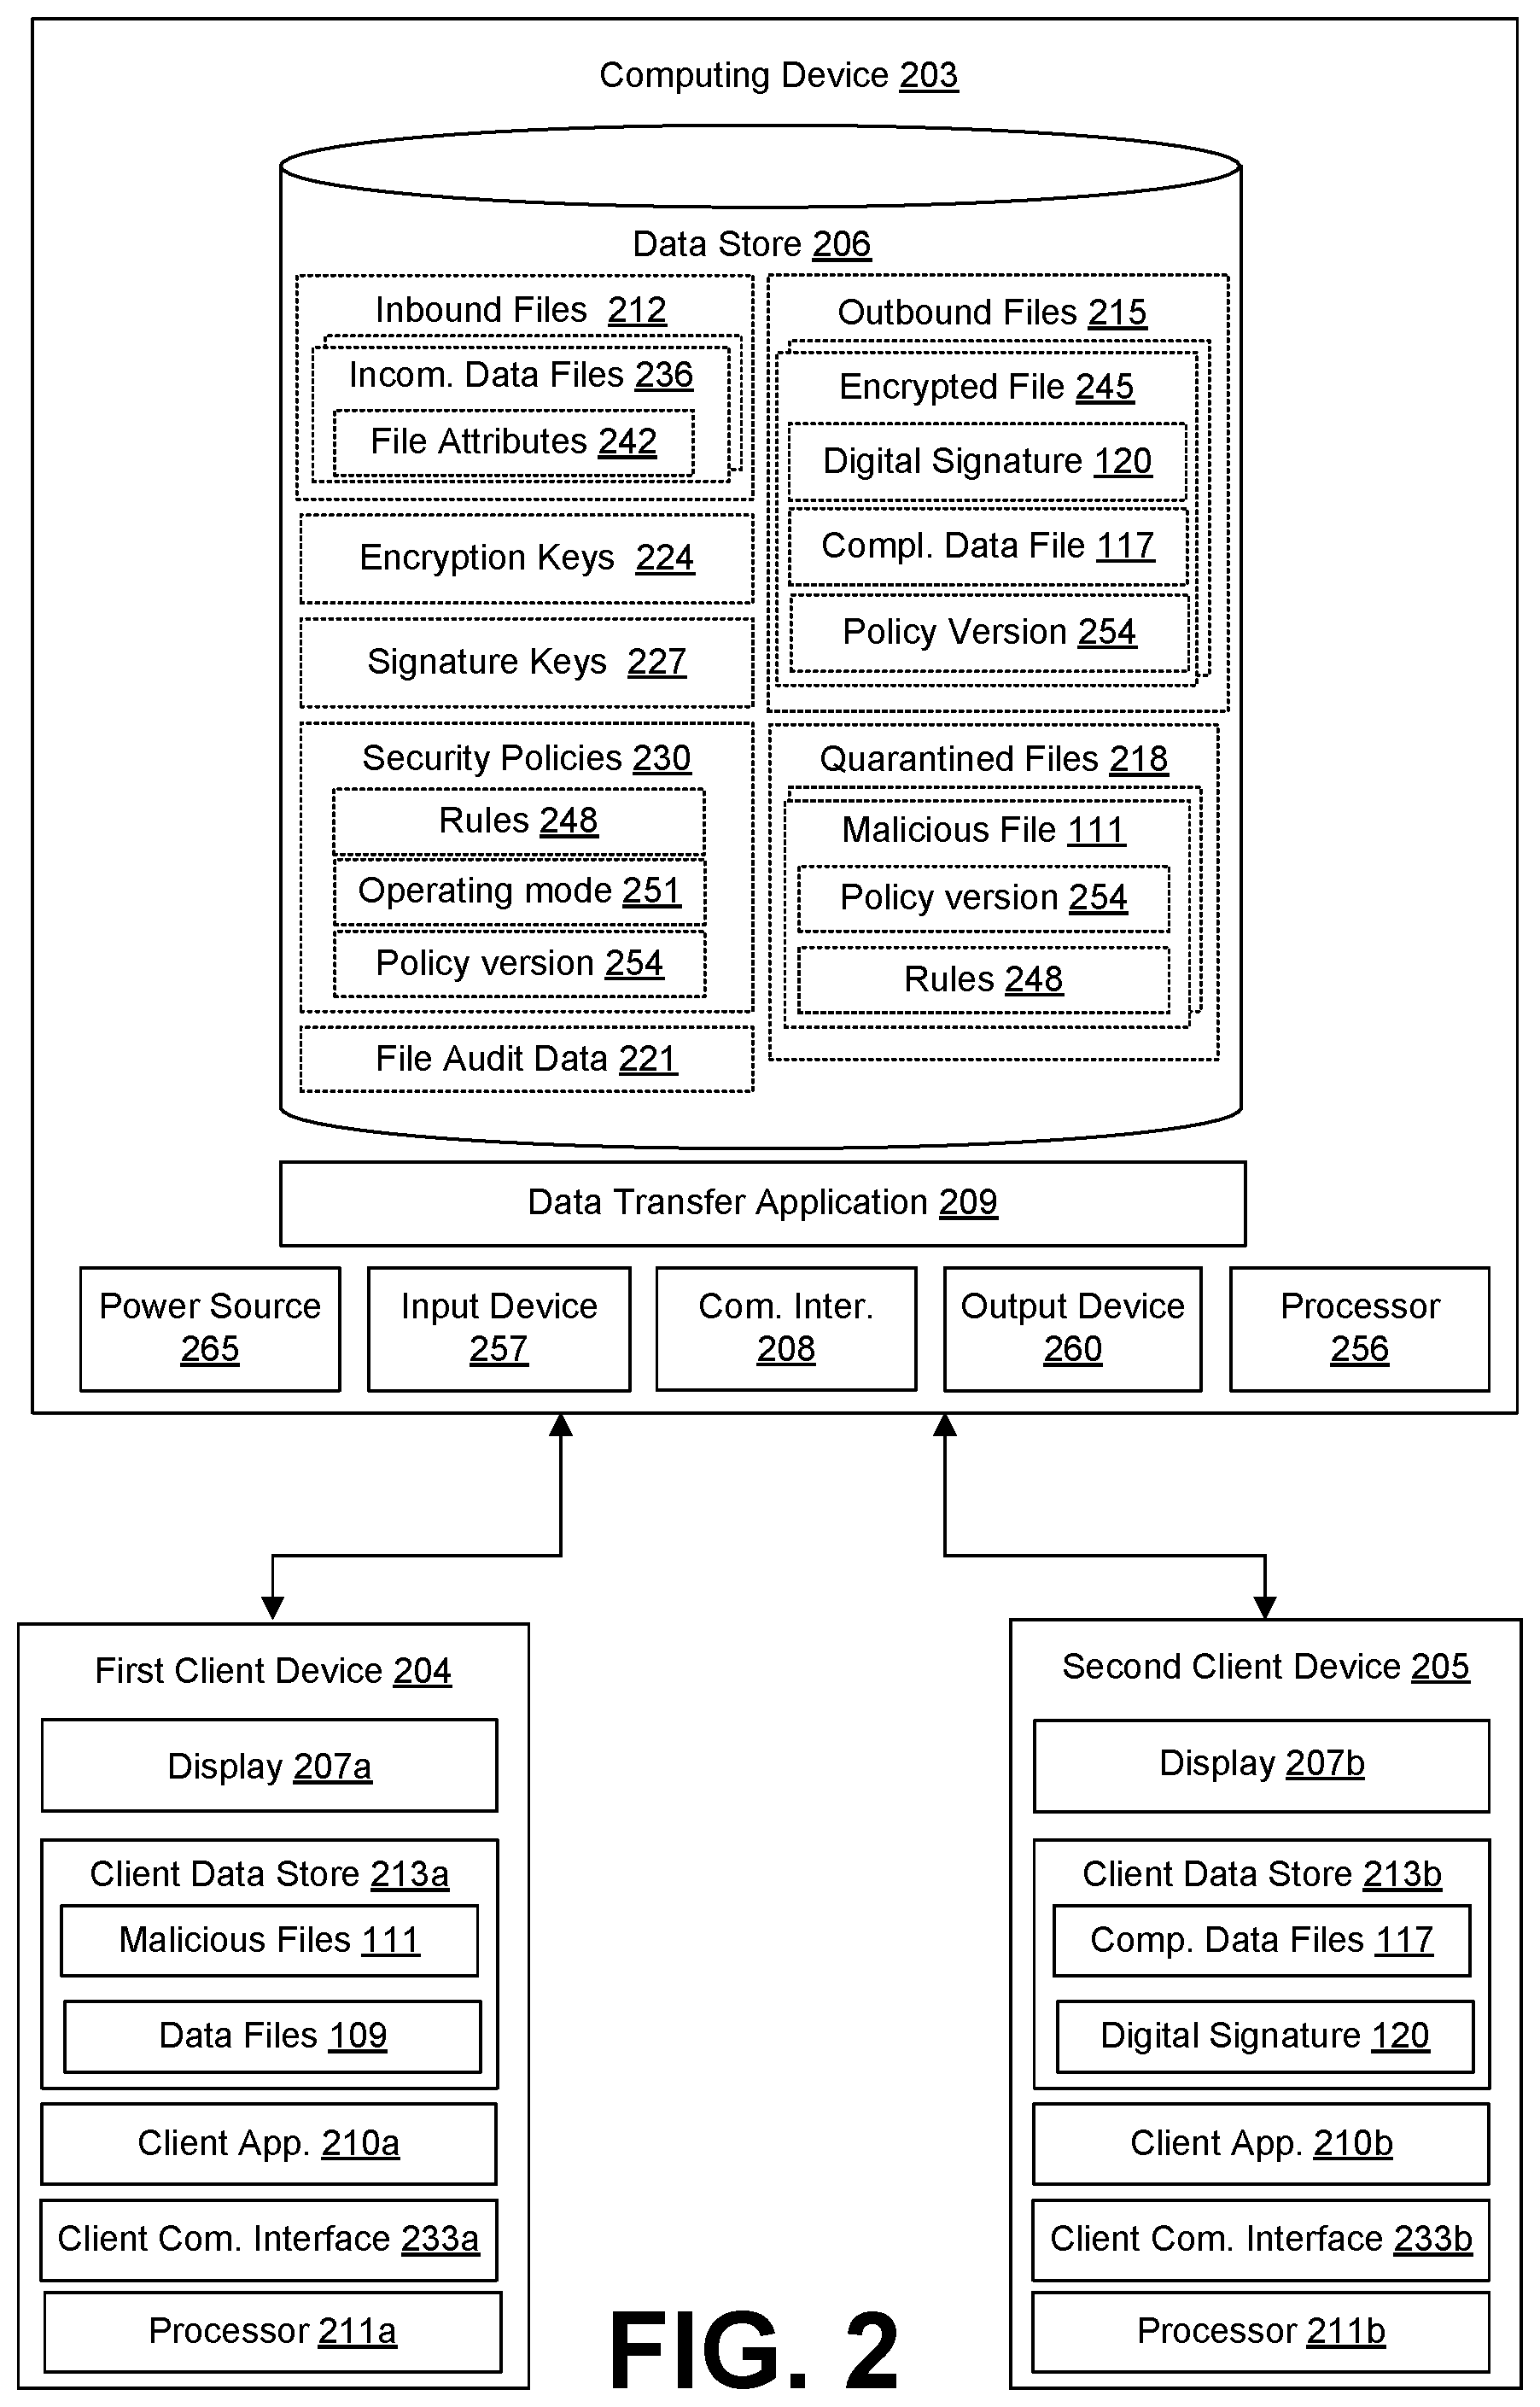 Computing Device 203
Data Store 206
Inbound Files 212
Incom. Data Files 236
File Attributes 242
Encryption Keys 224
Signature Keys 227
Security Policies 230
Rules 248
Operating mode 251
Policy version 254
File Audit Data 221
Outbound Files 215
Encrypted File 245
Digital Signature 120
Compl. Data File 117
Policy Version 254
Quarantined Files 218
Malicious File 111
Policy version 254
Rules 248
Data Transfer Application 209
Power Source
265
Input Device
257
Com. Inter.
208
Output Device
260
Processor
256
First Client Device 204
Display 207a
Client Data Store 213a
Malicious Files 111
Data Files 109
Client App. 210a
Client Com. Interface 233a
Processor 211a
Second Client Device 205
Display 207b
Client Data Store 213b
Comp. Data Files 117
Digital Signature 120
Client App. 210b
Client Com. Interface 233b
Processor 211b
FIG. 2